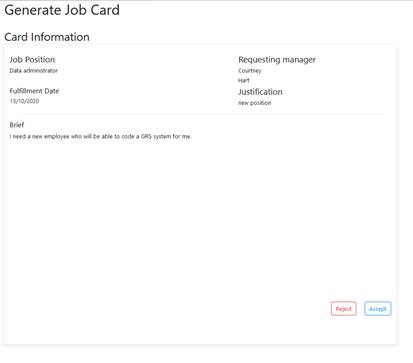 Generate Job Card
Card Information
Job Position
Data administrator
Requesting manager
Courtney
Hart
Fulfillment Date
13/10/2020
Justification
new position
Brief
I need a new employee who will be able to code a GRS system for me.
Reject
Accept